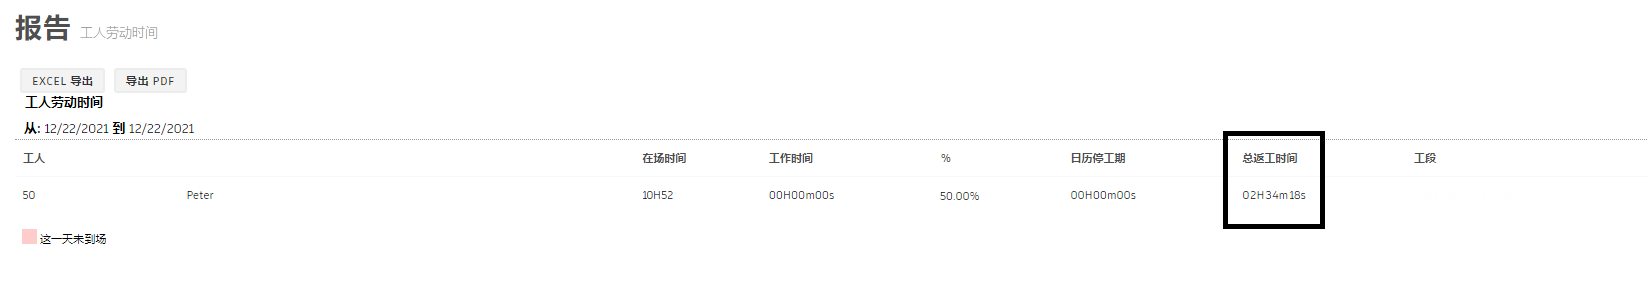 报告 工人劳动时间
EXCEL 导出 导出 PDF
工人劳动时间
从: 12/22/2021 到 12/22/2021
工人 在场时间 工作时间 % 日历停工期 总返工时间 工段
50 Peter 10H52 00H00m00s 50.00% 00H00m00s 02H34m18s
这一天未到场